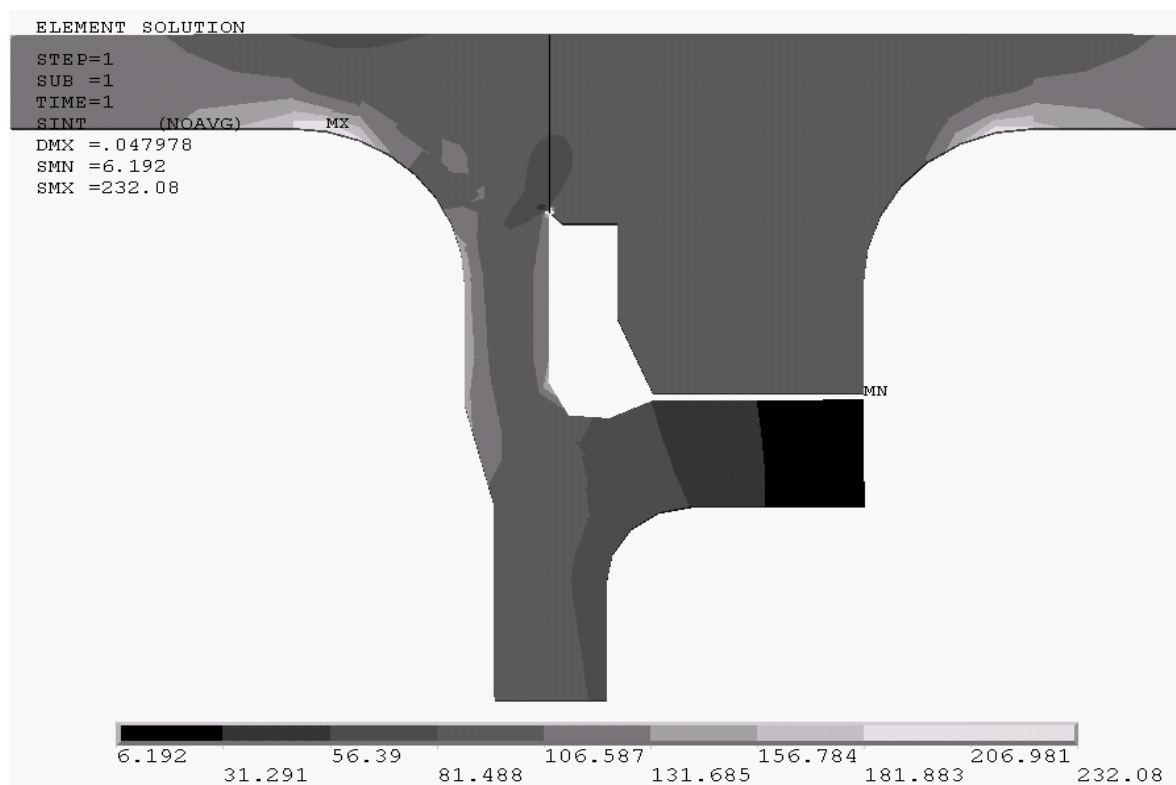 ELEMENT SOLUTION
STEP=1
SUB =1
TIME=1
SINT (NOAVG)
DMX =.047978
SMN =6.192
SMX =232.08
MX
MN
6.192 56.39 106.587 156.784 206.981
31.291 81.488 131.685 181.883 232.08